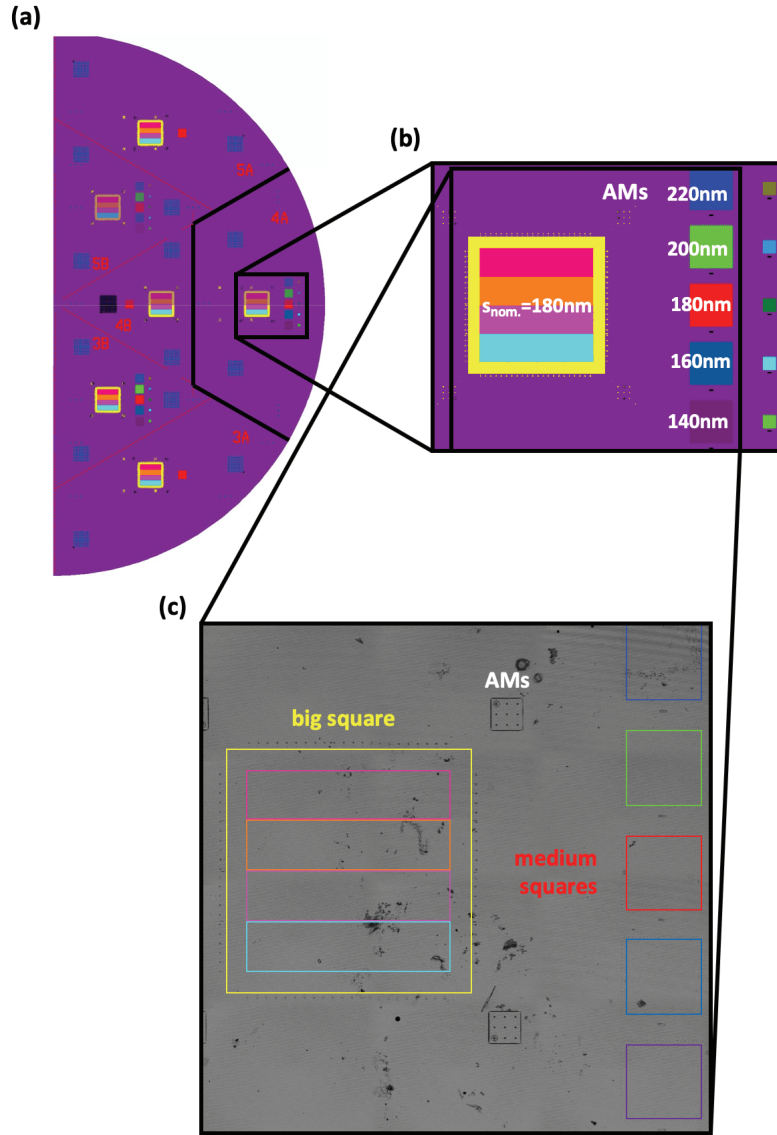 (a)
5A
4A
5B
A
4B
3B
3A
(b)
AMs
220nm
200nm
s_nom.=180nm
180nm
160nm
140nm
(c)
AMs
big square
medium
squares